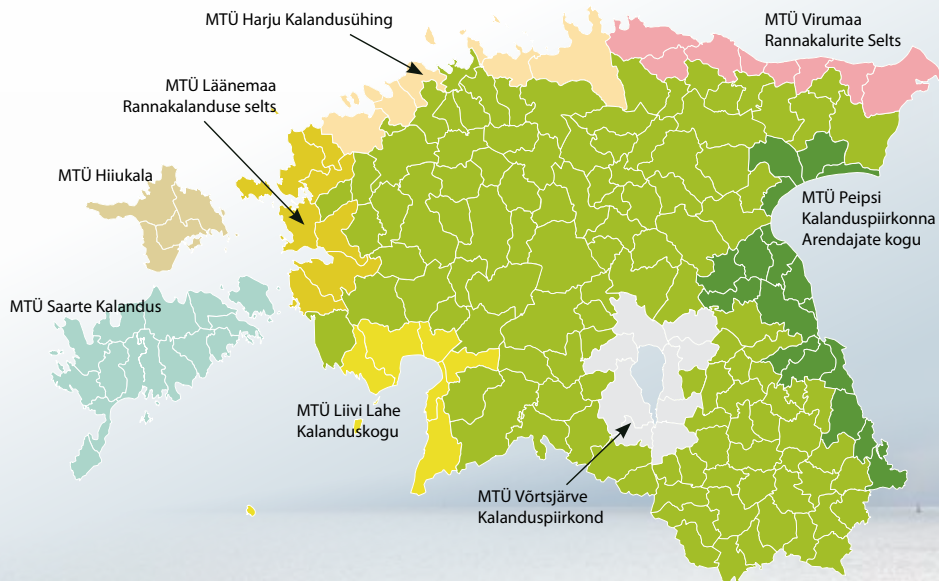 MTÜ Harju Kalandusühing
MTÜ Virumaa
Rannakalurite Selts
MTÜ Läänemaa
Rannakalanduse selts
MTÜ Hiiukala
MTÜ Peipsi
Kalanduspiirkonna
Arendajate kogu
MTÜ Saarte Kalandus
MTÜ Liivi Lahe
Kalanduskogu
MTÜ Võrtsjärve
Kalanduspiirkond